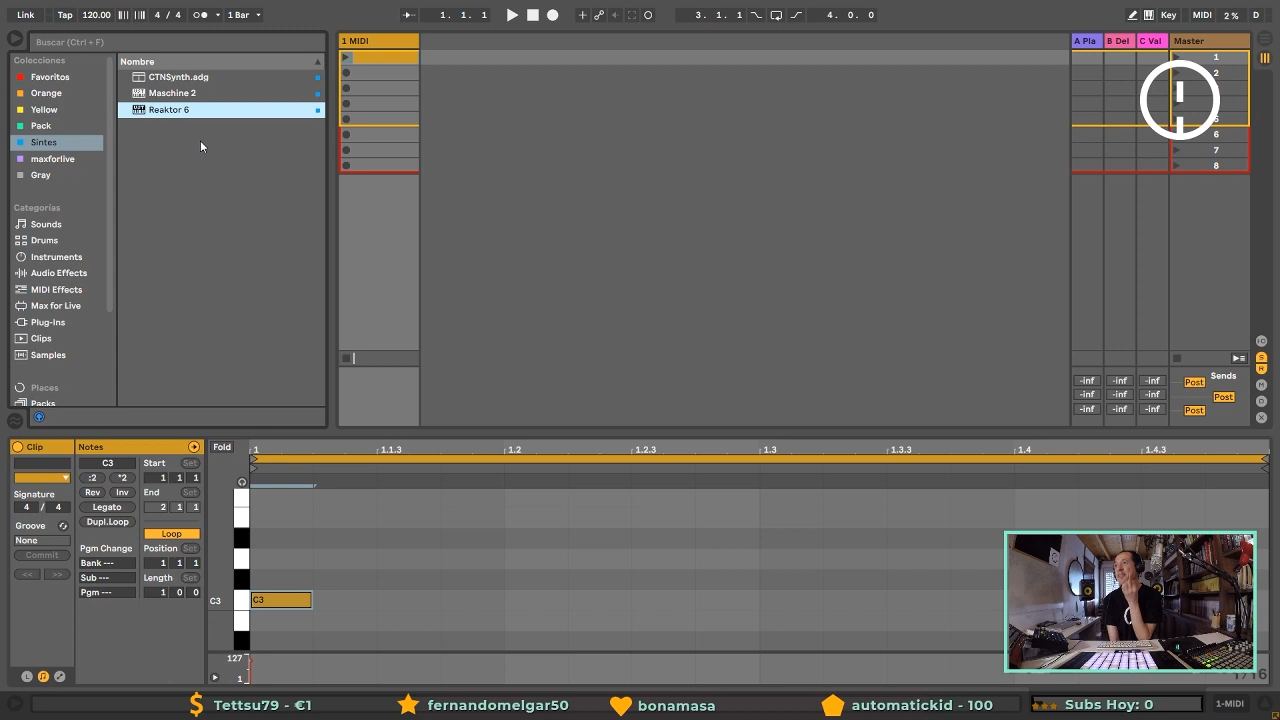 Link Tap 120.00 4 / 4 1 Bar 1. 1. 1 3. 1. 1 4. 0. 0 Key MIDI 2 % D
Buscar (Ctrl + F)
Colecciones
Favoritos
Orange
Yellow
Pack
Sintes
maxforlive
Gray
Categorías
Sounds
Drums
Instruments
Audio Effects
MIDI Effects
Max for Live
Plug-Ins
Clips
Samples
Places
Packs
Nombre
CTNSynth.adg
Maschine 2
Reaktor 6
1 MIDI
A Pla B Del C Val Master
1
2
6
7
8
Sends
-inf -inf -inf Post
-inf -inf -inf Post
-inf -inf -inf Post
Clip
Signature
4 / 4
Groove
None
Commit
<< >>
Notes
C3
:2 *2
Rev Inv
Legato
Dupl.Loop
Pgm Change
Bank ---
Sub ---
Pgm ---
Start Set
1 1 1
End Set
2 1 1
Loop
Position Set
1 1 1
Length Set
1 0 0
Fold
1 1.1.3 1.2 1.2.3 1.3 1.3.3 1.4 1.4.3
C3 C3
127
1
1/16
Tettsu79 - €1 fernandomelgar50 bonamasa automatickid - 100 Subs Hoy: 0 1-MIDI